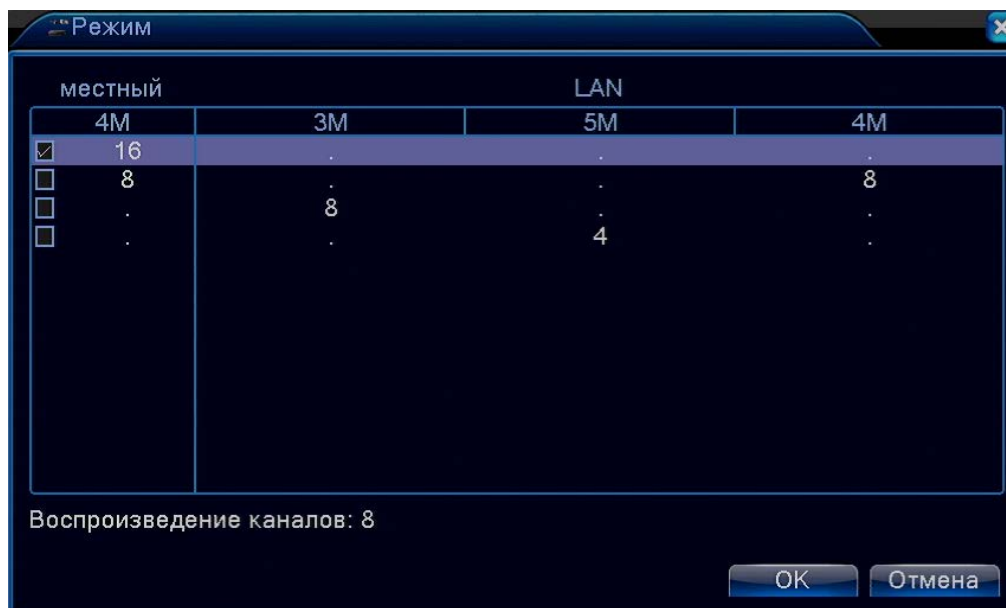 Режим
местный LAN
4M 3M 5M 4M
16 . . .
8 . . 8
. 8 . .
. . 4 .
Воспроизведение каналов: 8
OK Отмена